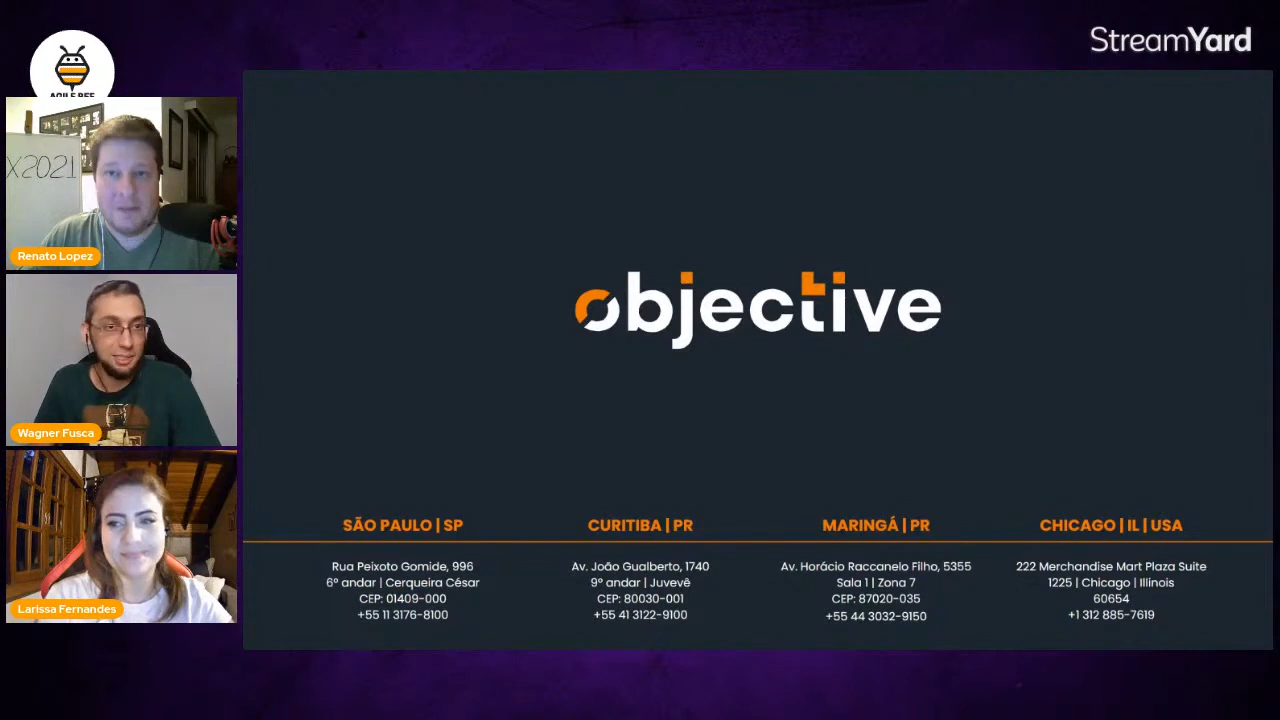 StreamYard
AGILE BEE
X2021
Renato Lopez
Wagner Fusca
Larissa Fernandes
objective
SÃO PAULO | SP
Rua Peixoto Gomide, 996
6º andar | Cerqueira César
CEP: 01409-000
+55 11 3176-8100
CURITIBA | PR
Av. João Gualberto, 1740
9º andar | Juvevê
CEP: 80030-001
+55 41 3122-9100
MARINGÁ | PR
Av. Horácio Raccanelo Filho, 5355
Sala 1 | Zona 7
CEP: 87020-035
+55 44 3032-9150
CHICAGO | IL | USA
222 Merchandise Mart Plaza Suite
1225 | Chicago | Illinois
60654
+1 312 885-7619